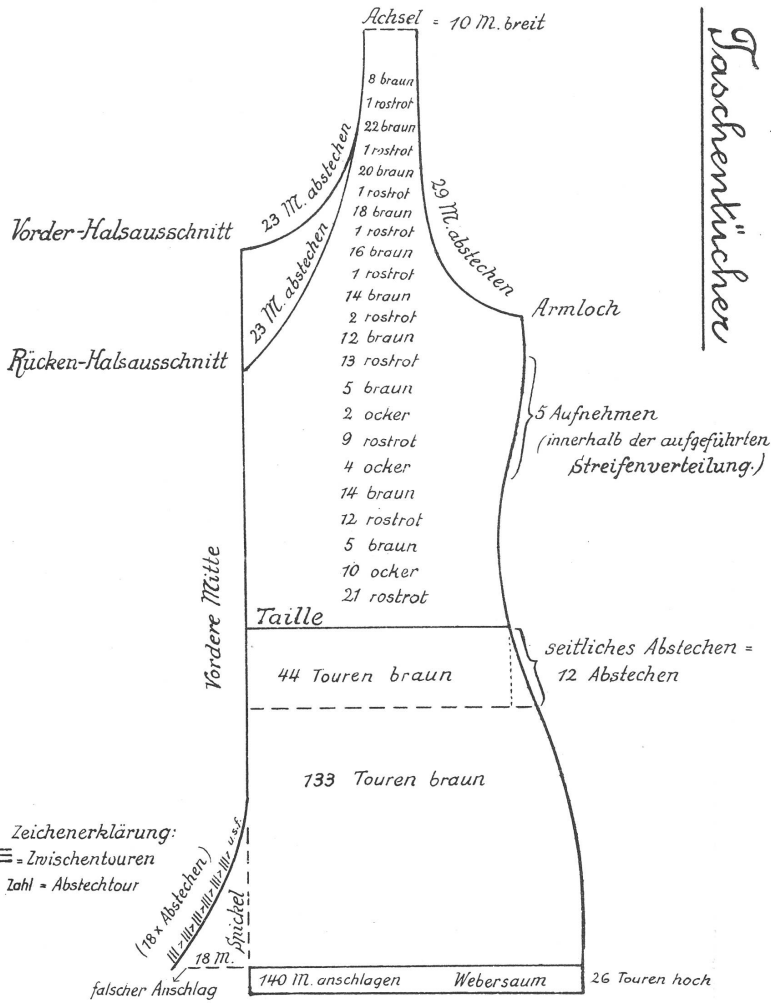 Taschentücher
Achsel = 10 M. breit
8 braun
1 rostrot
22 braun
1 rostrot
20 braun
1 rostrot
18 braun
1 rostrot
16 braun
1 rostrot
14 braun
2 rostrot
12 braun
13 rostrot
5 braun
2 ocker
9 rostrot
4 ocker
14 braun
12 rostrot
5 braun
10 ocker
21 rostrot
23 M. abstechen
23 M. abstechen
29 M. abstechen
Vorder-Halsausschnitt
Armloch
Rücken-Halsausschnitt
5 Aufnehmen
(innerhalb der aufgeführten
Streifenverteilung.)
Vordere Mitte
Taille
44 Touren braun
seitliches Abstechen =
12 Abstechen
133 Touren braun
Zeichenerklärung:
= Zwischentouren
Zahl = Abstechtour
(18 x Abstechen)
u.s.f.
Spickel
18 M.
falscher Anschlag
140 M. anschlagen Webersaum
26 Touren hoch